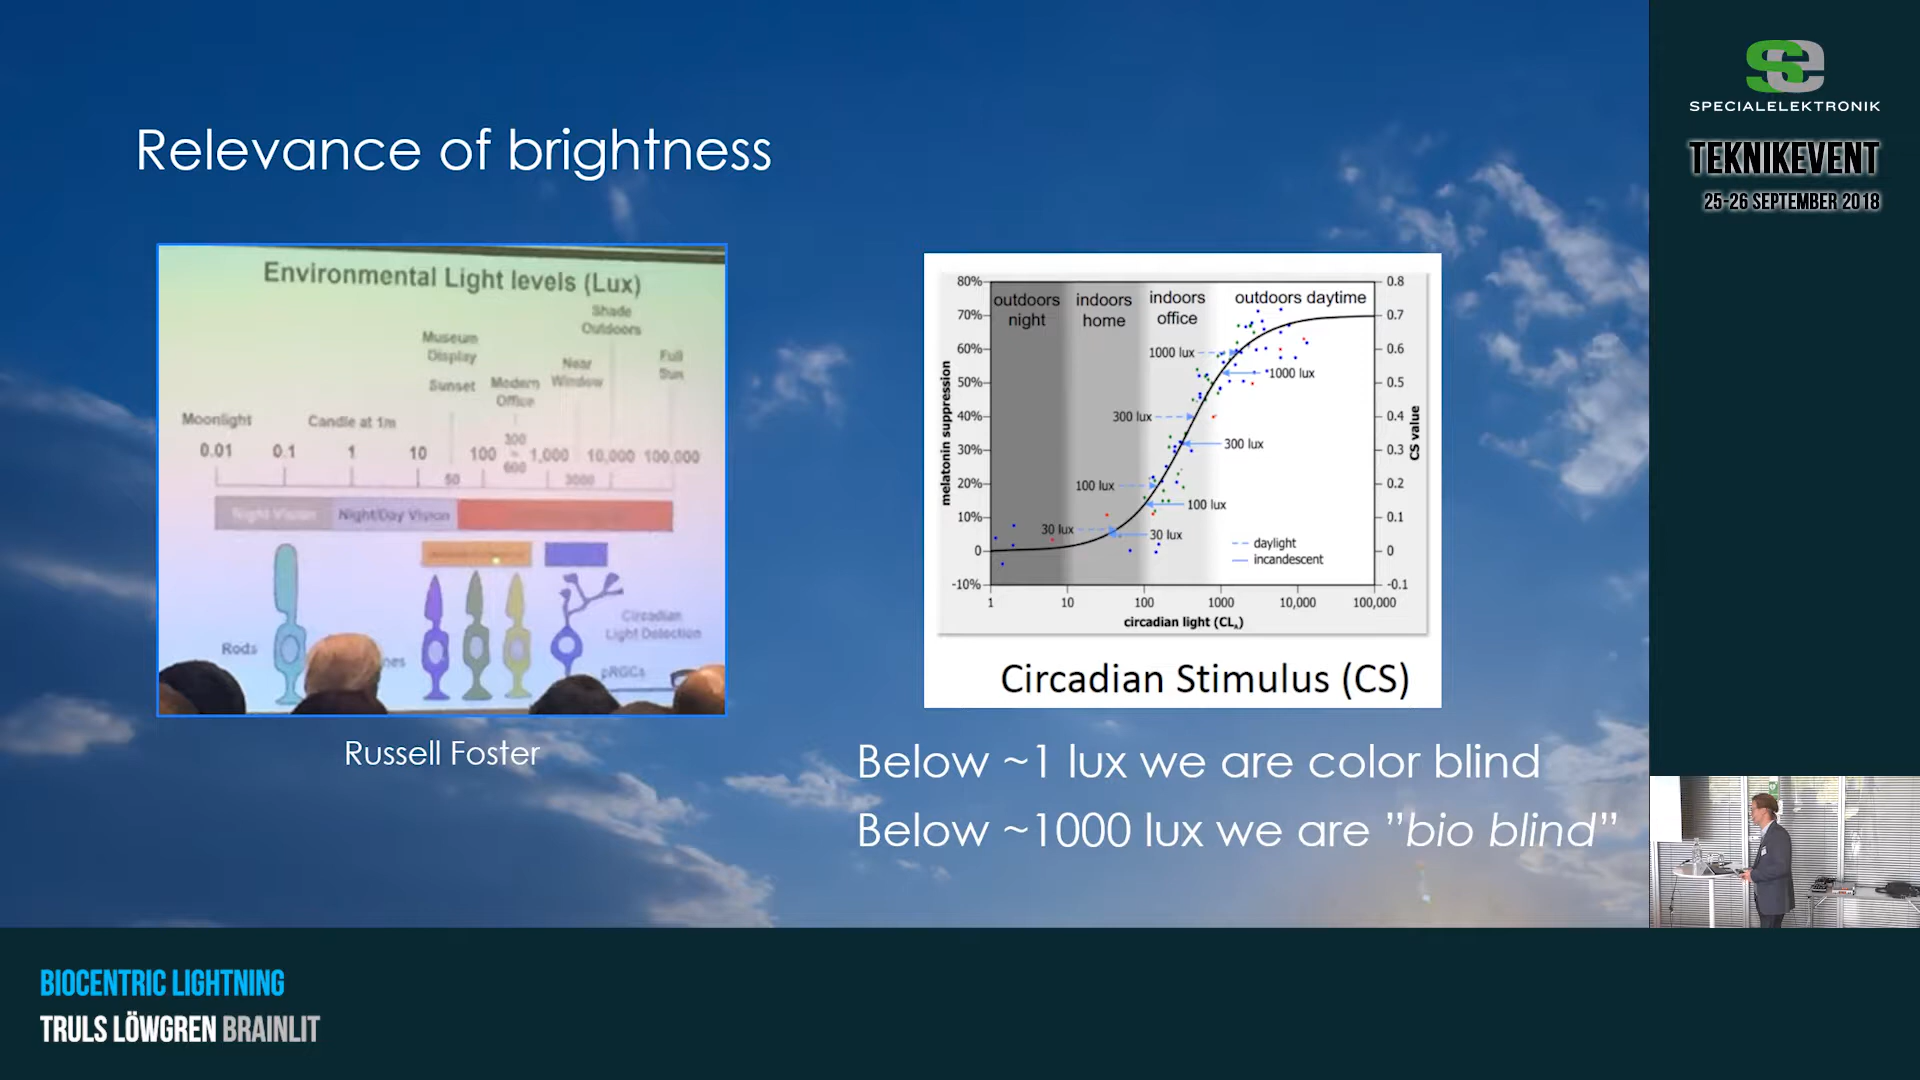 Relevance of brightness
Environmental Light levels (Lux)
Shade
Outdoors
Museum
Display
Near
Window
Full
Sun
Sunset
Modern
Office
Moonlight
Candle at 1m
0.01 0.1 1 10 100 300 1,000 10,000 100,000
600
50 3000
Night Vision
Night/Day Vision
Circadian
Light Detection
Rods
pRGCs
Russell Foster
80%
70%
60%
50%
40%
30%
20%
10%
0
-10%
melatonin suppression
outdoors
night
indoors
home
indoors
office
outdoors daytime
1000 lux
1000 lux
300 lux
300 lux
100 lux
100 lux
30 lux
30 lux
daylight
incandescent
0.8
0.7
0.6
0.5
0.4
0.3
0.2
0.1
0
-0.1
CS value
1 10 100 1000 10,000 100,000
circadian light (CLA)
Circadian Stimulus (CS)
Below ~1 lux we are color blind
Below ~1000 lux we are ”bio blind”
se
SPECIALELEKTRONIK
TEKNIKEVENT
25-26 SEPTEMBER 2018
BIOCENTRIC LIGHTNING
TRULS LÖWGREN BRAINLIT